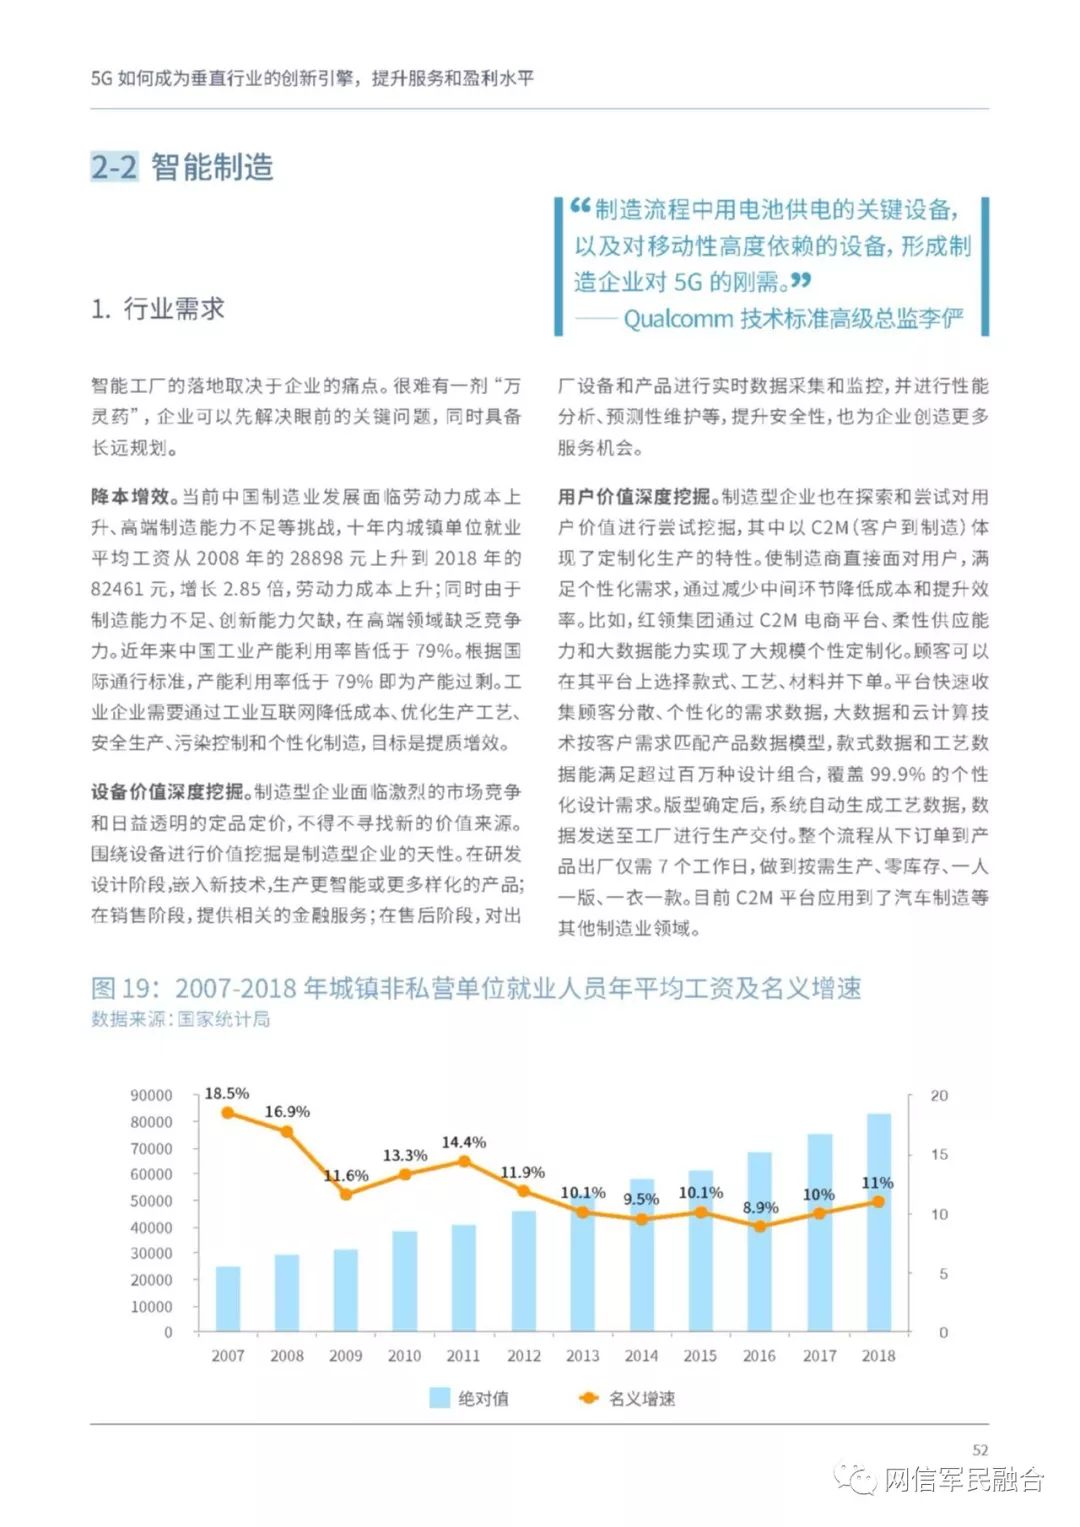 5G 如何成为垂直行业的创新引擎，提升服务和盈利水平
2-2 智能制造
“制造流程中用电池供电的关键设备，
以及对移动性高度依赖的设备，形成制
造企业对 5G 的刚需。”
—— Qualcomm 技术标准高级总监李俨
1. 行业需求
智能工厂的落地取决于企业的痛点。很难有一剂“万
灵药”，企业可以先解决眼前的关键问题，同时具备
长远规划。
降本增效。当前中国制造业发展面临劳动力成本上
升、高端制造能力不足等挑战，十年内城镇单位就业
平均工资从 2008 年的 28898 元上升到 2018 年的
82461 元，增长 2.85 倍，劳动力成本上升；同时由于
制造能力不足、创新能力欠缺，在高端领域缺乏竞争
力。近年来中国工业产能利用率皆低于 79%。根据国
际通行标准，产能利用率低于 79% 即为产能过剩。工
业企业需要通过工业互联网降低成本、优化生产工艺、
安全生产、污染控制和个性化制造，目标是提质增效。
设备价值深度挖掘。制造型企业面临激烈的市场竞争
和日益透明的定品定价，不得不寻找新的价值来源。
围绕设备进行价值挖掘是制造型企业的天性。在研发
设计阶段，嵌入新技术，生产更智能或更多样化的产品；
在销售阶段，提供相关的金融服务；在售后阶段，对出
厂设备和产品进行实时数据采集和监控，并进行性能
分析、预测性维护等，提升安全性，也为企业创造更多
服务机会。
用户价值深度挖掘。制造型企业也在探索和尝试对用
户价值进行尝试挖掘，其中以 C2M（客户到制造）体
现了定制化生产的特性。使制造商直接面对用户，满
足个性化需求，通过减少中间环节降低成本和提升效
率。比如，红领集团通过 C2M 电商平台、柔性供应能
力和大数据能力实现了大规模个性定制化。顾客可以
在其平台上选择款式、工艺、材料并下单。平台快速收
集顾客分散、个性化的需求数据，大数据和云计算技
术按客户需求匹配产品数据模型，款式数据和工艺数
据能满足超过百万种设计组合，覆盖 99.9% 的个性
化设计需求。版型确定后，系统自动生成工艺数据，数
据发送至工厂进行生产交付。整个流程从下订单到产
品出厂仅需 7 个工作日，做到按需生产、零库存、一人
一版、一衣一款。目前 C2M 平台应用到了汽车制造等
其他制造业领域。
图 19：2007-2018 年城镇非私营单位就业人员年平均工资及名义增速
数据来源：国家统计局
90000
80000
70000
60000
50000
40000
30000
20000
10000
0
18.5%
16.9%
11.6%
13.3%
14.4%
11.9%
10.1%
9.5%
10.1%
8.9%
10%
11%
20
15
10
5
0
2007 2008 2009 2010 2011 2012 2013 2014 2015 2016 2017 2018
绝对值 名义增速
52
网信军民融合